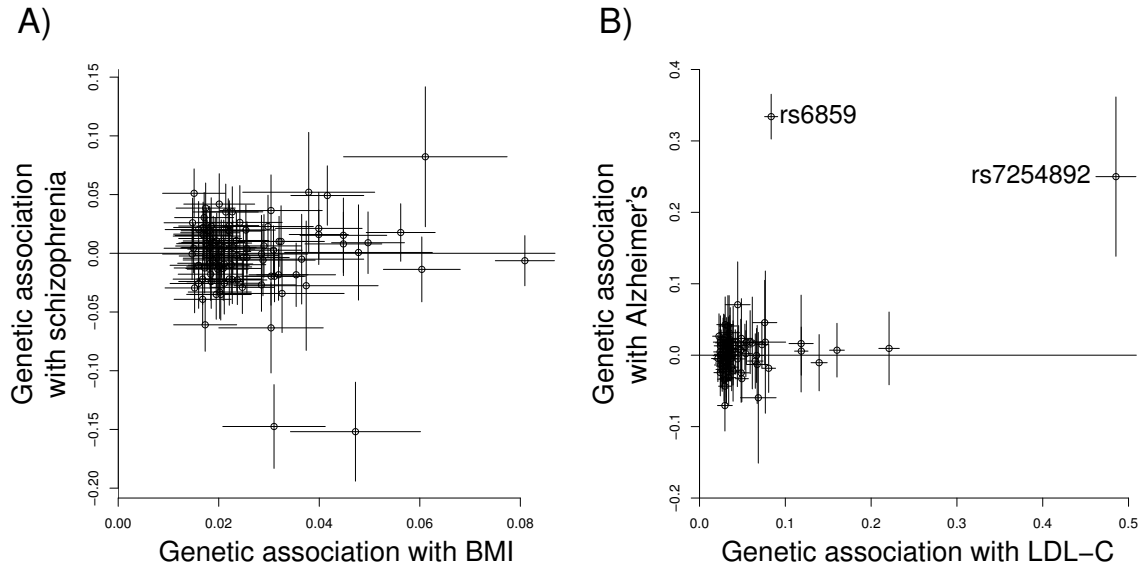 A)
Genetic association
with schizophrenia
0.15
0.10
0.05
0.00
−0.05
−0.10
−0.15
−0.20
0.00
0.02
0.04
0.06
0.08
Genetic association with BMI
B)
Genetic association
with Alzheimer's
0.4
0.3
0.2
0.1
0.0
−0.1
−0.2
rs6859
rs7254892
0.0
0.1
0.2
0.3
0.4
0.5
Genetic association with LDL−C